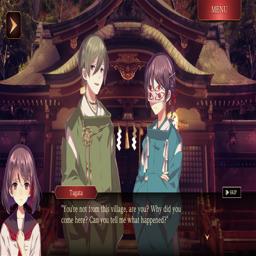 MENU
Tagata
"You're not from this village, are you? Why did you
come here? Can you tell me what happened?"
SKIP